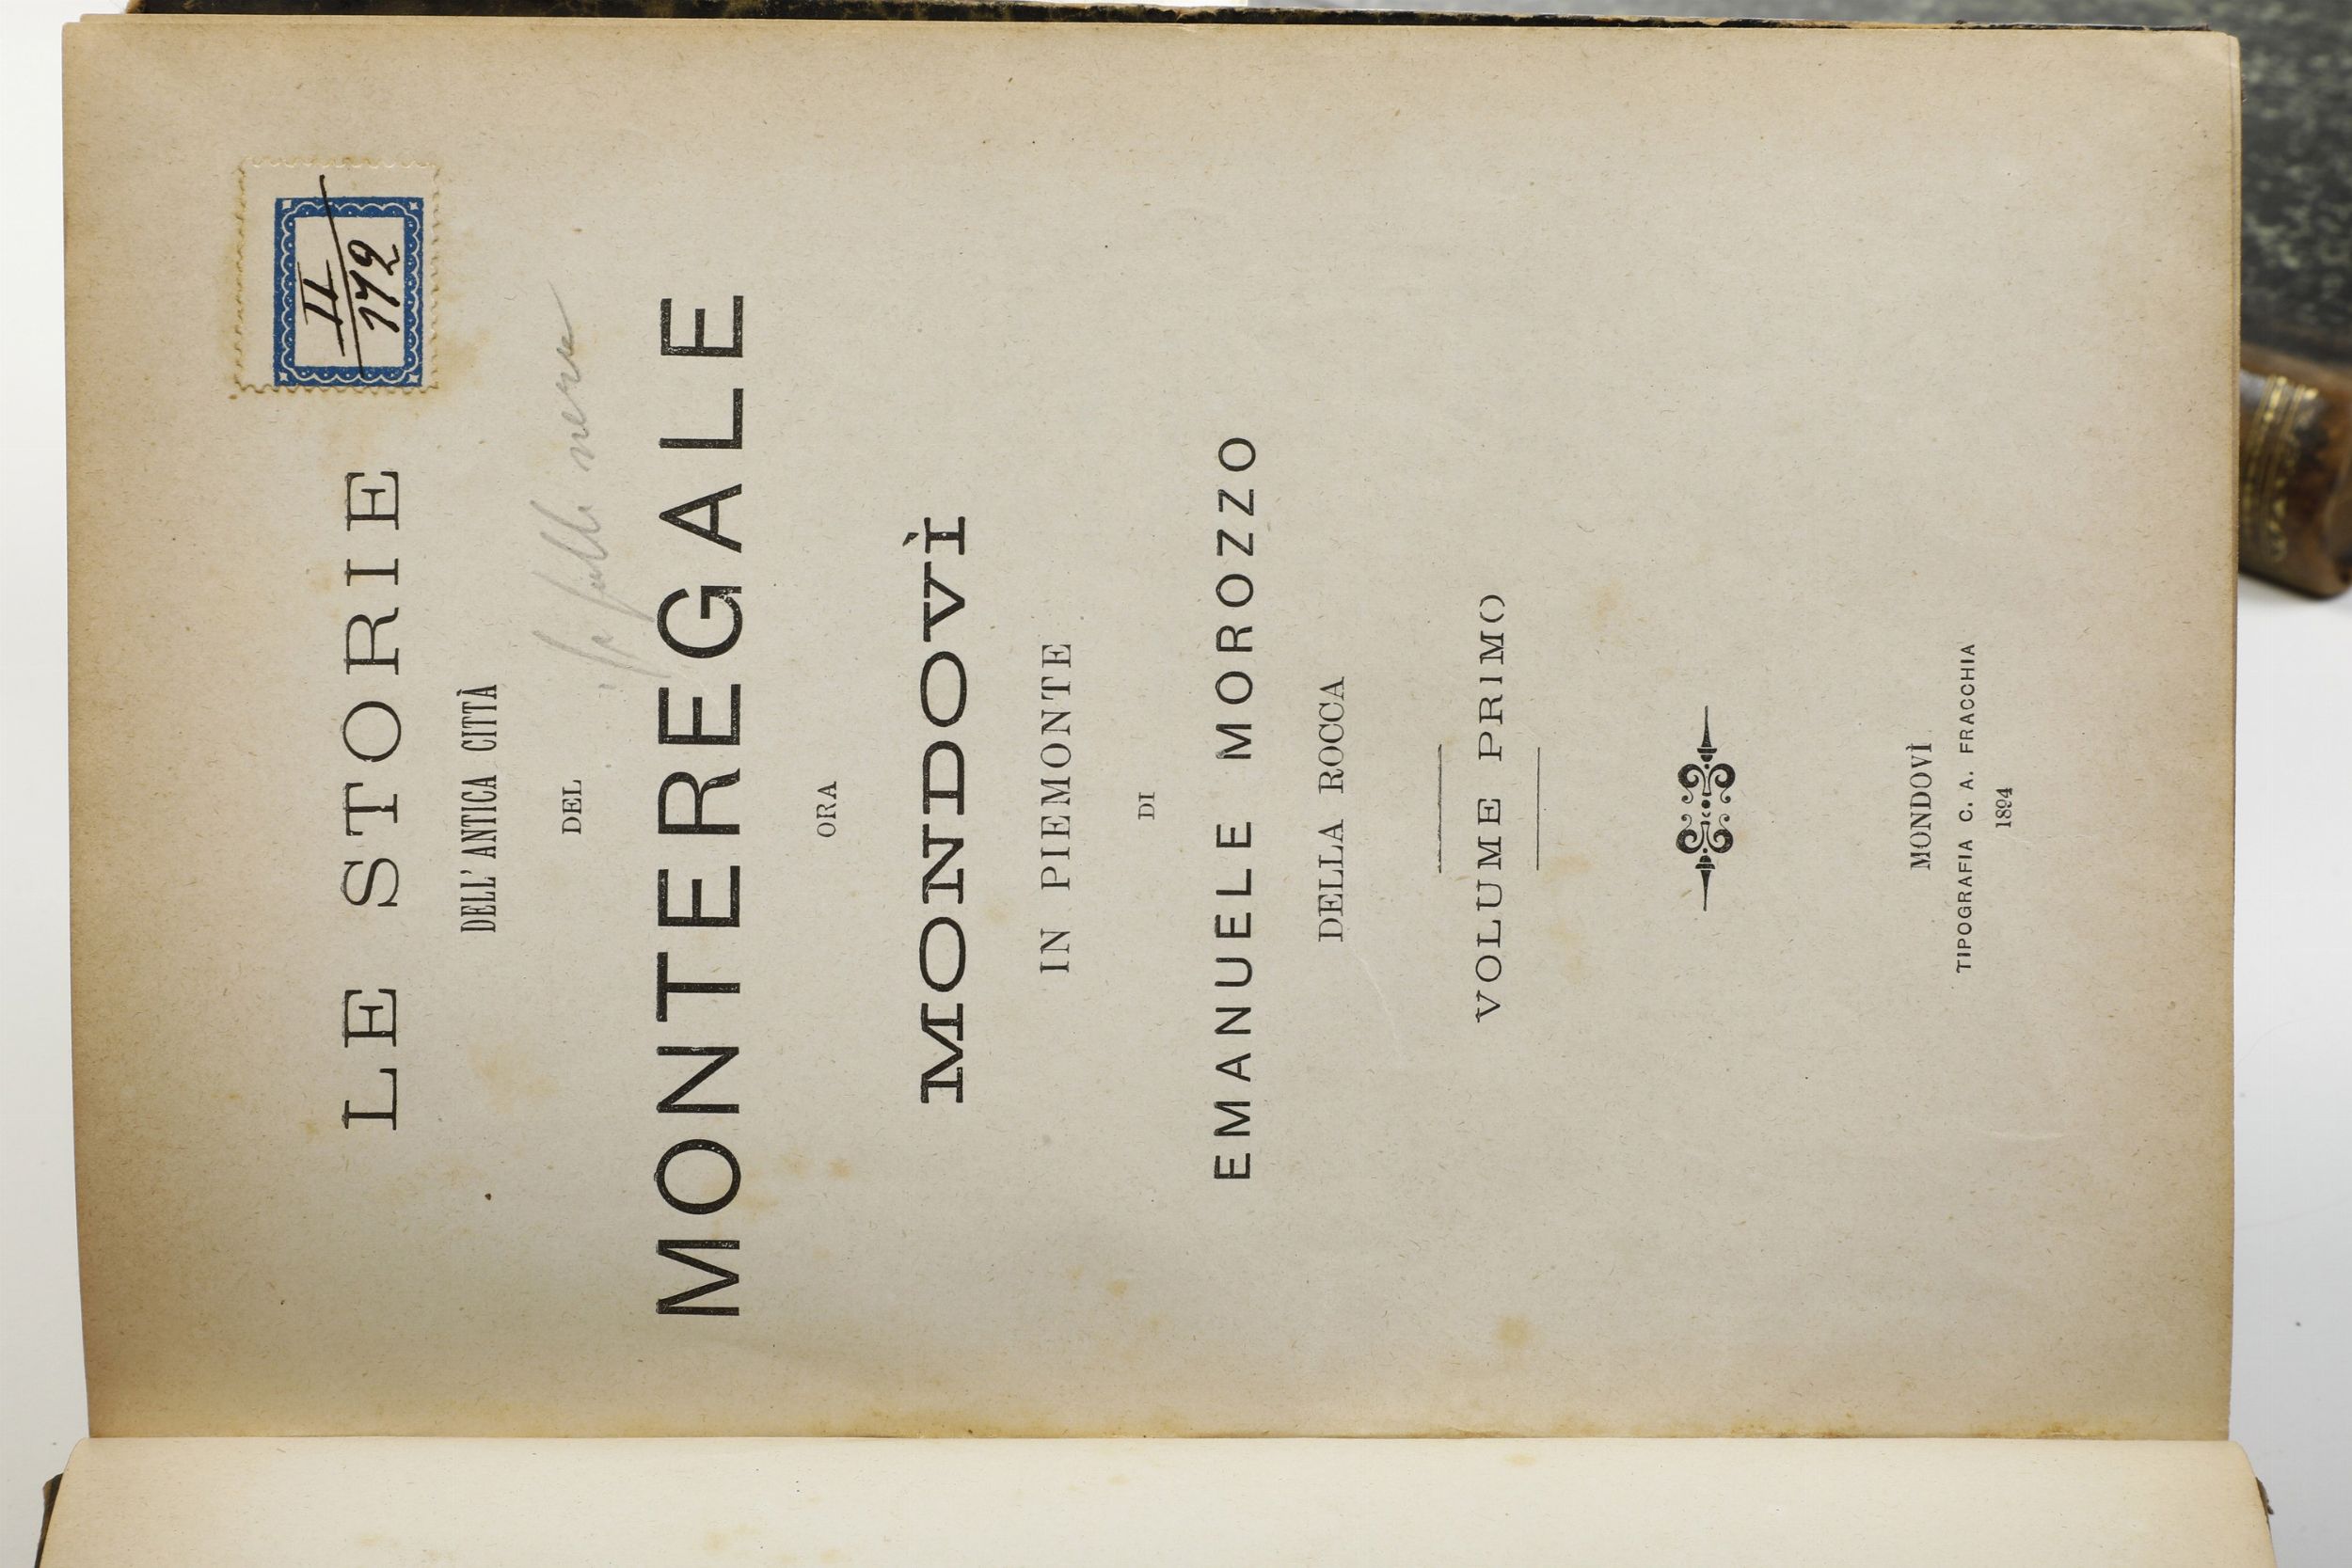 II
172
LE STORIE
DELL' ANTICA CITTÀ
DEL
MONTEREGALE
ORA
MONDOVÌ
IN PIEMONTE
DI
EMANUELE MOROZZO
DELLA ROCCA
VOLUME PRIMO
MONDOVÌ
TIPOGRAFIA C. A. FRACCHIA
1894